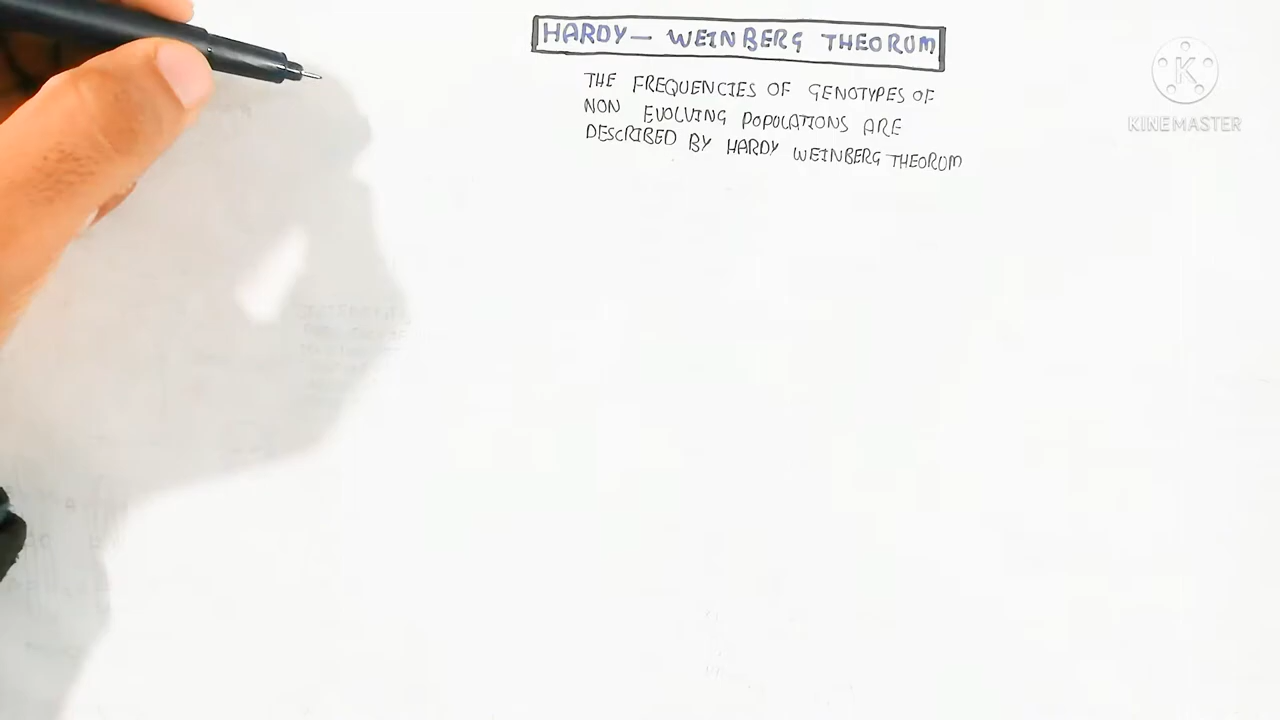 HARDY— WEINBERG THEORUM
THE FREQUENCIES OF GENOTYPES OF
NON EVOLVING POPULATIONS ARE
DESCRIBED BY HARDY WEINBERG THEORUM
K
KINEMASTER